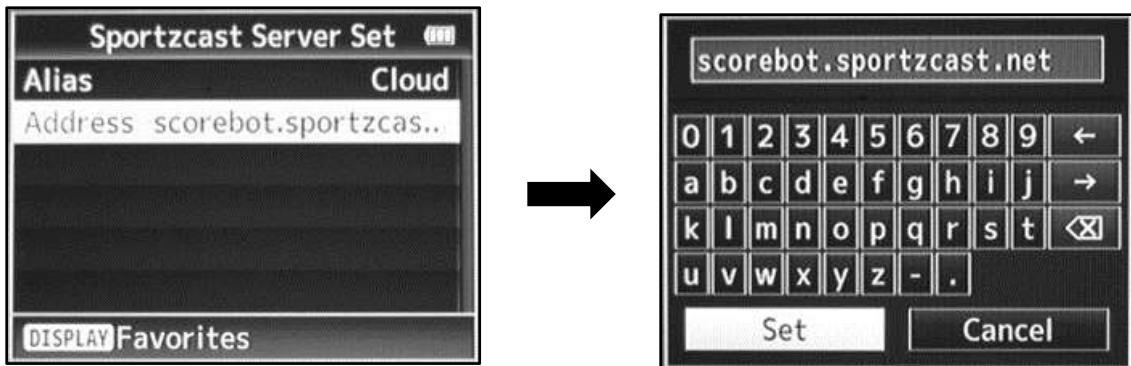 Sportzcast Server Set
Alias Cloud
Address scorebot.sportzcas..
DISPLAY Favorites
scorebot.sportzcast.net
0 1 2 3 4 5 6 7 8 9 ←
a b c d e f g h i j →
k l m n o p q r s t ⌫
u v w x y z - .
Set Cancel